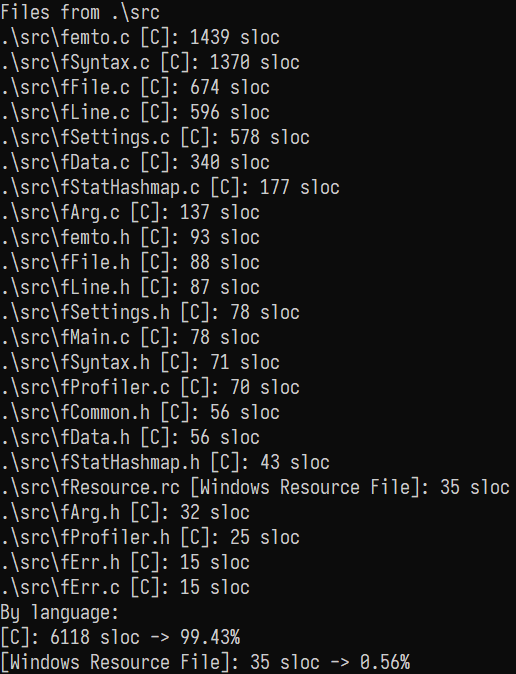 Files from .\src
.\src\femto.c [C]: 1439 sloc
.\src\fSyntax.c [C]: 1370 sloc
.\src\fFile.c [C]: 674 sloc
.\src\fLine.c [C]: 596 sloc
.\src\fSettings.c [C]: 578 sloc
.\src\fData.c [C]: 340 sloc
.\src\fStatHashmap.c [C]: 177 sloc
.\src\fArg.c [C]: 137 sloc
.\src\femto.h [C]: 93 sloc
.\src\fFile.h [C]: 88 sloc
.\src\fLine.h [C]: 87 sloc
.\src\fSettings.h [C]: 78 sloc
.\src\fMain.c [C]: 78 sloc
.\src\fSyntax.h [C]: 71 sloc
.\src\fProfiler.c [C]: 70 sloc
.\src\fCommon.h [C]: 56 sloc
.\src\fData.h [C]: 56 sloc
.\src\fStatHashmap.h [C]: 43 sloc
.\src\fResource.rc [Windows Resource File]: 35 sloc
.\src\fArg.h [C]: 32 sloc
.\src\fProfiler.h [C]: 25 sloc
.\src\fErr.h [C]: 15 sloc
.\src\fErr.c [C]: 15 sloc
By language:
[C]: 6118 sloc -> 99.43%
[Windows Resource File]: 35 sloc -> 0.56%